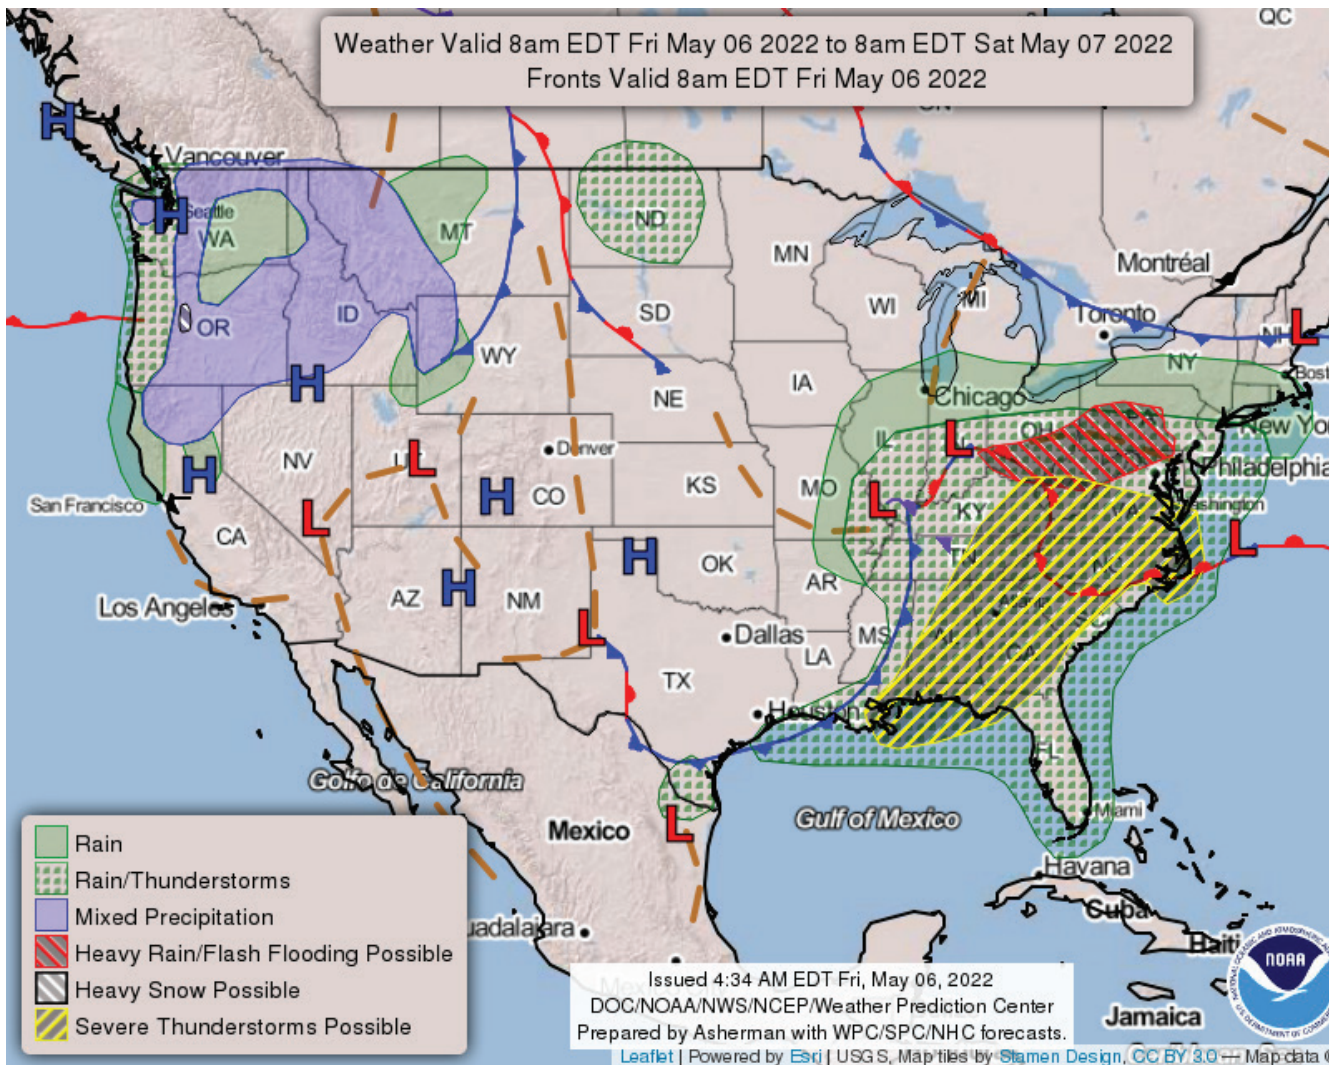 Weather Valid 8am EDT Fri May 06 2022 to 8am EDT Sat May 07 2022
Fronts Valid 8am EDT Fri May 06 2022
QC
H
Vancouver
H
Seattle
WA
MT
ND
MN
Montréal
OR
ID
SD
WI
MI
Toronto
L
NH
WY
NY
Bost
H
IA
NE
Chicago
New York
OH
IL
L
Denver
NV
L
H
H
CO
KS
MO
Philadelphia
San Francisco
L
L
KY
VA
CA
L
H
OK
TN
NC
AR
H
AZ
NM
Los Angeles
Atlanta
L
Dallas
MS
AL
LA
GA
TX
Houston
FL
Golfo de California
Miami
L
Mexico
Gulf of Mexico
Havana
Cuba
uadalajara
Haiti
Jamaica
Rain
Rain/Thunderstorms
Mixed Precipitation
Heavy Rain/Flash Flooding Possible
Heavy Snow Possible
Severe Thunderstorms Possible
NOAA
Issued 4:34 AM EDT Fri, May 06, 2022
DOC/NOAA/NWS/NCEP/Weather Prediction Center
Prepared by Asherman with WPC/SPC/NHC forecasts.
Leaflet | Powered by Esri | USGS, Map tiles by Stamen Design, CC BY 3.0 — Map data ©